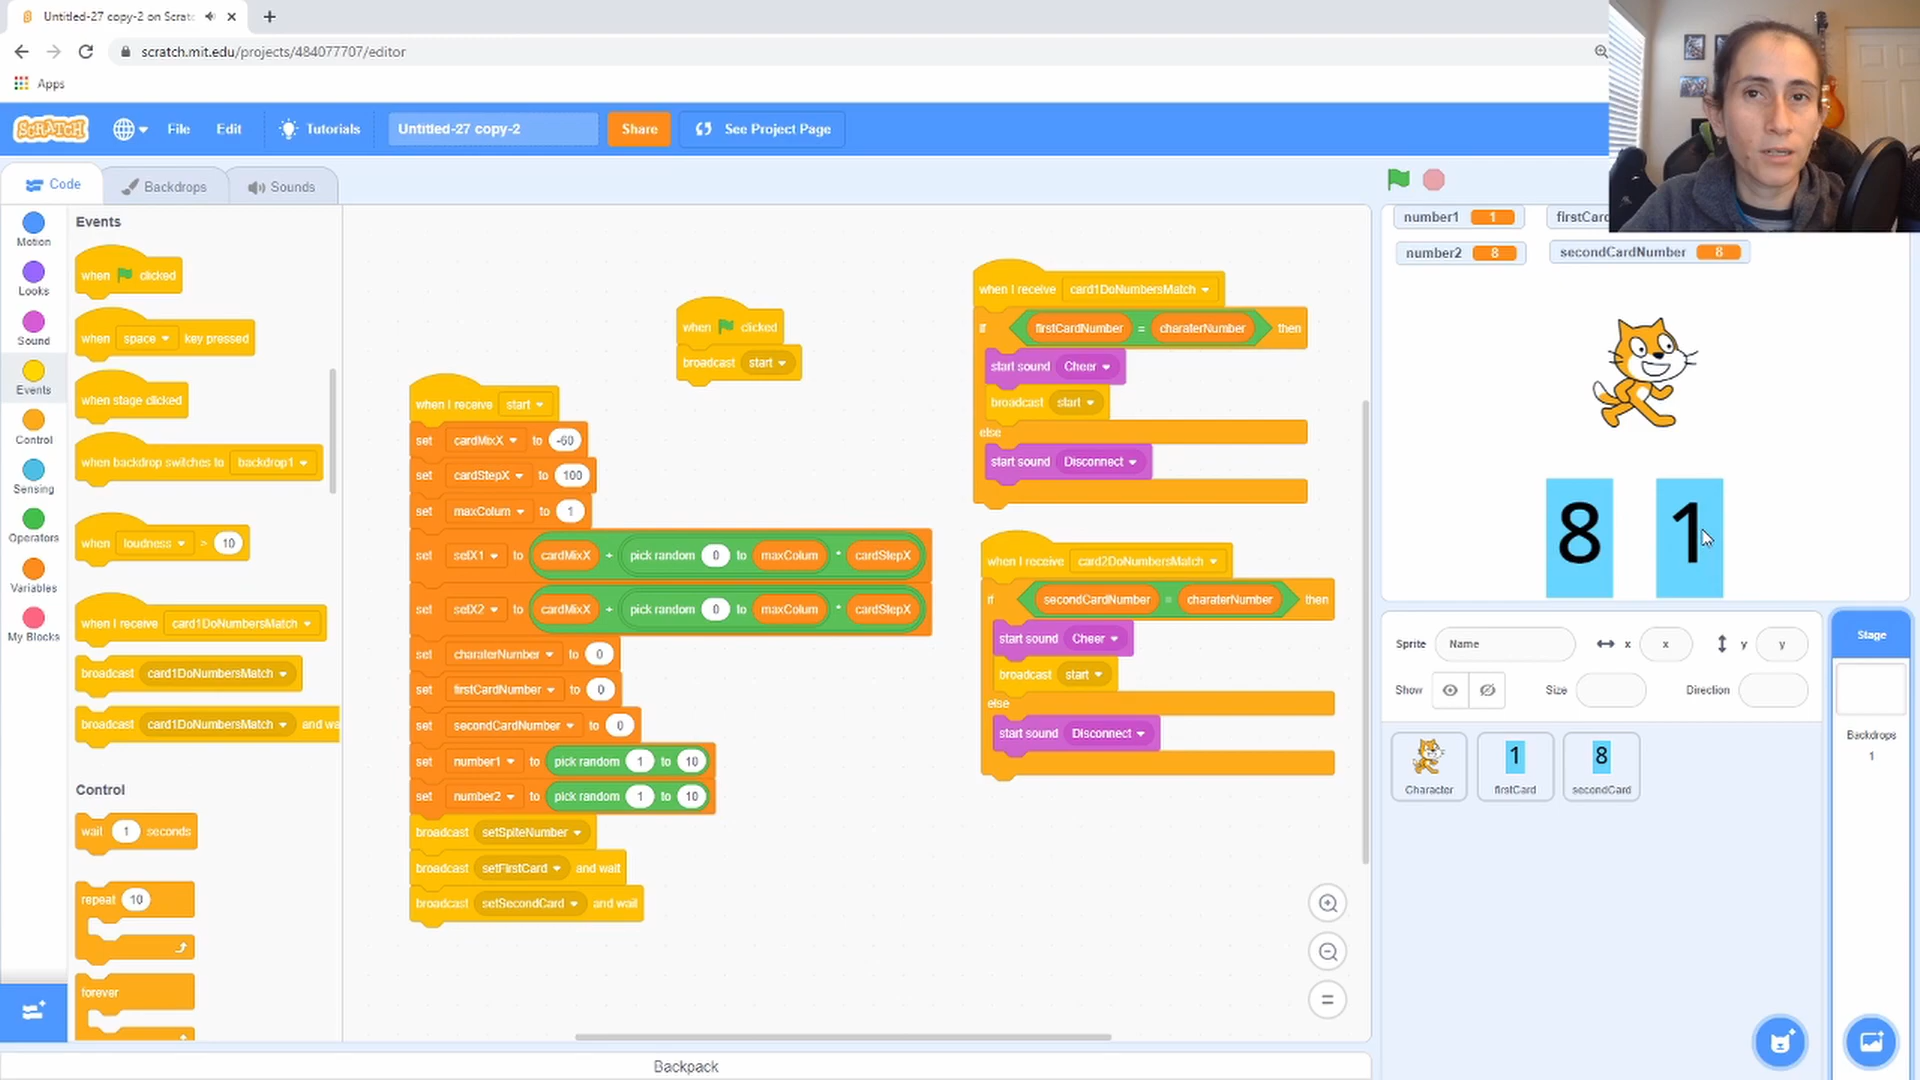 Untitled-27 copy-2 on Scratc
scratch.mit.edu/projects/484077707/editor
Apps
SCRATCH
File
Edit
Tutorials
Untitled-27 copy-2
Share
See Project Page
Code
Backdrops
Sounds
Motion
Looks
Sound
Events
Control
Sensing
Operators
Variables
My Blocks
Events
when clicked
when space key pressed
when stage clicked
when backdrop switches to backdrop1
when loudness > 10
when I receive card1DoNumbersMatch
broadcast card1DoNumbersMatch
broadcast card1DoNumbersMatch and wa
Control
wait 1 seconds
repeat 10
forever
when clicked
broadcast start
when I receive start
set cardMixX to -60
set cardStepX to 100
set maxColum to 1
set selX1 to cardMixX + pick random 0 to maxColum * cardStepX
set selX2 to cardMixX + pick random 0 to maxColum * cardStepX
set charaterNumber to 0
set firstCardNumber to 0
set secondCardNumber to 0
set number1 to pick random 1 to 10
set number2 to pick random 1 to 10
broadcast setSpiteNumber
broadcast setFirstCard and wait
broadcast setSecondCard and wait
when I receive card1DoNumbersMatch
if firstCardNumber = charaterNumber then
start sound Cheer
broadcast start
else
start sound Disconnect
when I receive card2DoNumbersMatch
if secondCardNumber = charaterNumber then
start sound Cheer
broadcast start
else
start sound Disconnect
=
Backpack
number1 1
firstCar
number2 8
secondCardNumber 8
8 1
Sprite Name x x y y
Show Size Direction
1
8
Character
firstCard
secondCard
Stage
Backdrops
1